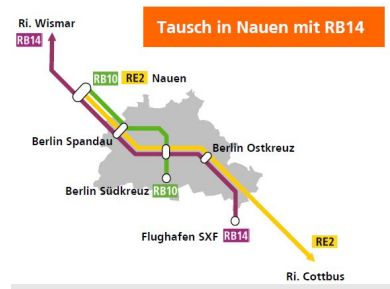 Tausch in Nauen mit RB14
Ri. Wismar
RB14
RB10 RE2 Nauen
Berlin Spandau
Berlin Ostkreuz
Berlin Südkreuz RB10
Flughafen SXF RB14
RE2
Ri. Cottbus